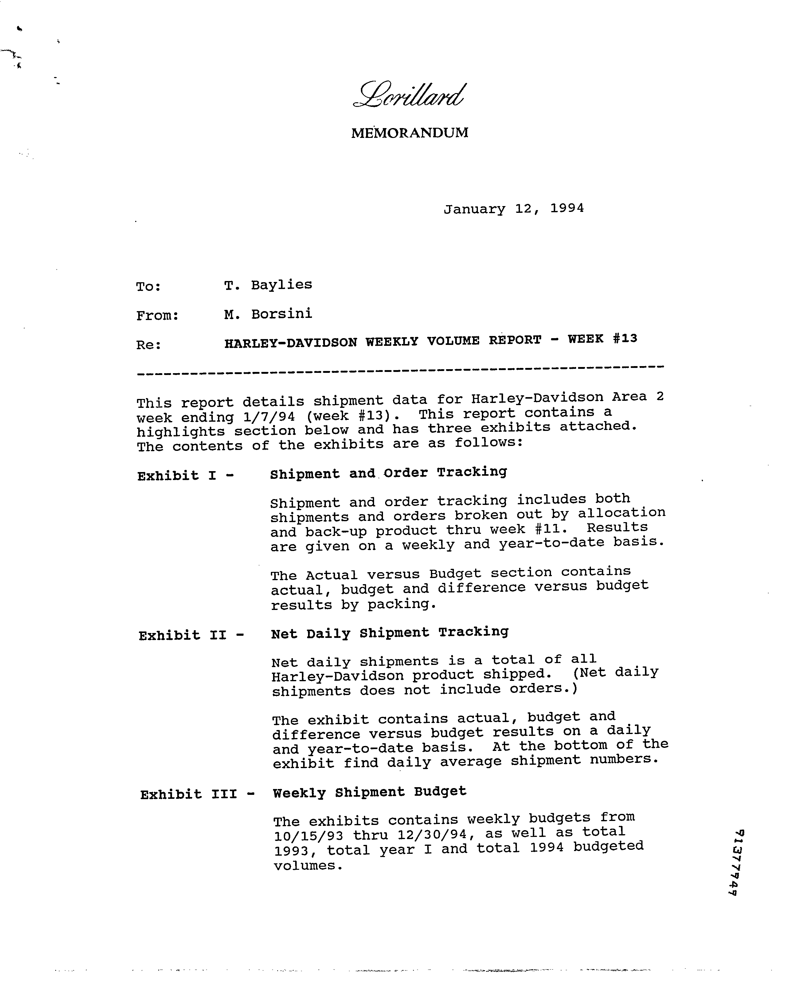 Lorillard
MEMORANDUM
January 12, 1994
To: T. Baylies
From: M. Borsini
Re: HARLEY-DAVIDSON WEEKLY VOLUME REPORT - WEEK #13
------------------------------------------------------------
This report details shipment data for Harley-Davidson Area 2
week ending 1/7/94 (week #13). This report contains a
highlights section below and has three exhibits attached.
The contents of the exhibits are as follows:
Exhibit I - Shipment and Order Tracking
Shipment and order tracking includes both
shipments and orders broken out by allocation
and back-up product thru week #11. Results
are given on a weekly and year-to-date basis.
The Actual versus Budget section contains
actual, budget and difference versus budget
results by packing.
Exhibit II - Net Daily Shipment Tracking
Net daily shipments is a total of all
Harley-Davidson product shipped. (Net daily
shipments does not include orders.)
The exhibit contains actual, budget and
difference versus budget results on a daily
and year-to-date basis. At the bottom of the
exhibit find daily average shipment numbers.
Exhibit III - Weekly Shipment Budget
The exhibits contains weekly budgets from
10/15/93 thru 12/30/94, as well as total
1993, total year I and total 1994 budgeted
volumes.
91377949